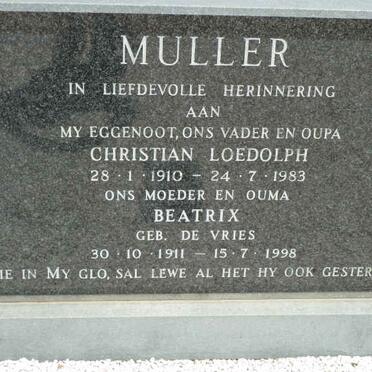 MULLER
IN LIEFDEVOLLE HERINNERING
AAN
MY EGGENOOT, ONS VADER EN OUPA
CHRISTIAN LOEDOLPH
28 · 1 · 1910 – 24 · 7 · 1983
ONS MOEDER EN OUMA
BEATRIX
GEB. DE VRIES
30 · 10 · 1911 – 15 · 7 · 1998
IN MY GLO, SAL LEWE AL HET HY OOK